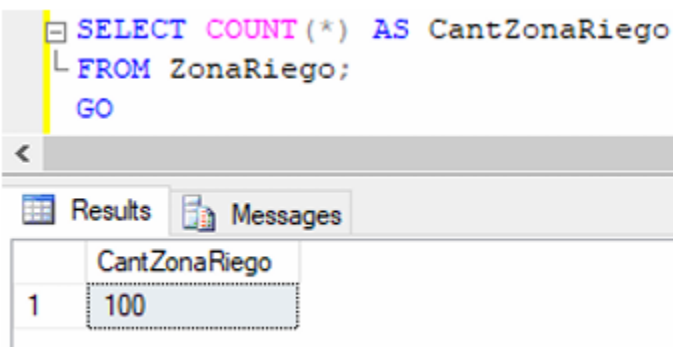 SELECT COUNT(*) AS CantZonaRiego
FROM ZonaRiego;
GO
Results Messages
CantZonaRiego
1 100